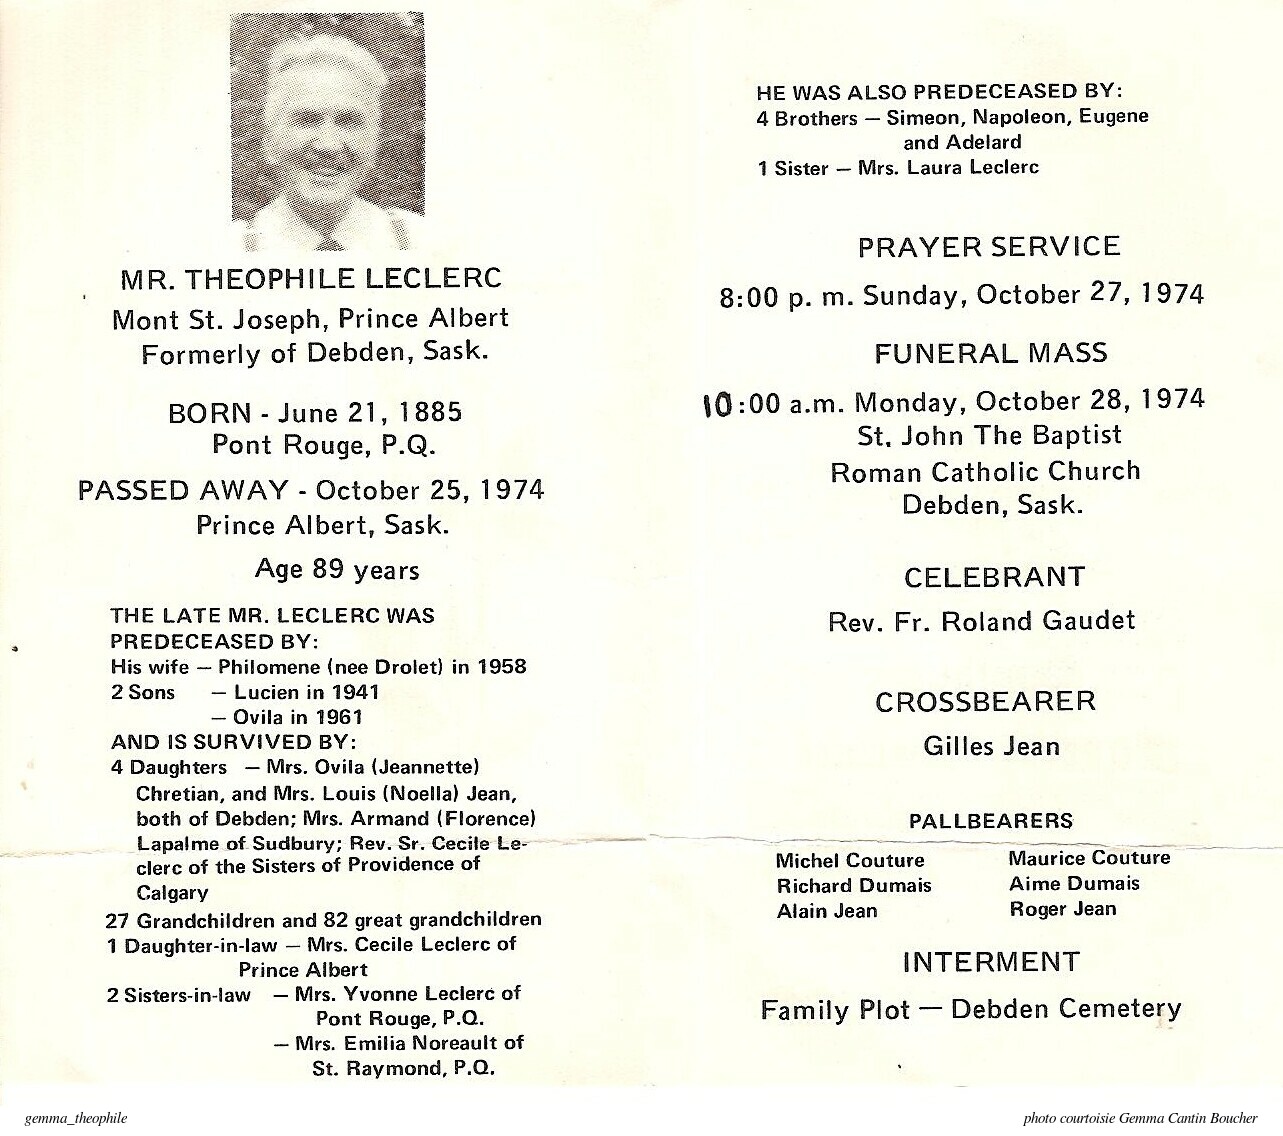 MR. THEOPHILE LECLERC
Mont St. Joseph, Prince Albert
Formerly of Debden, Sask.
BORN - June 21, 1885
Pont Rouge, P.Q.
PASSED AWAY - October 25, 1974
Prince Albert, Sask.
Age 89 years
THE LATE MR. LECLERC WAS
PREDECEASED BY:
His wife — Philomene (nee Drolet) in 1958
2 Sons — Lucien in 1941
— Ovila in 1961
AND IS SURVIVED BY:
4 Daughters — Mrs. Ovila (Jeannette)
Chretian, and Mrs. Louis (Noella) Jean,
both of Debden; Mrs. Armand (Florence)
Lapalme of Sudbury; Rev. Sr. Cecile Le-
clerc of the Sisters of Providence of
Calgary
27 Grandchildren and 82 great grandchildren
1 Daughter-in-law — Mrs. Cecile Leclerc of
Prince Albert
2 Sisters-in-law — Mrs. Yvonne Leclerc of
Pont Rouge, P.Q.
— Mrs. Emilia Noreault of
St. Raymond, P.Q.
HE WAS ALSO PREDECEASED BY:
4 Brothers — Simeon, Napoleon, Eugene
and Adelard
1 Sister — Mrs. Laura Leclerc
PRAYER SERVICE
8:00 p. m. Sunday, October 27, 1974
FUNERAL MASS
10:00 a.m. Monday, October 28, 1974
St. John The Baptist
Roman Catholic Church
Debden, Sask.
CELEBRANT
Rev. Fr. Roland Gaudet
CROSSBEARER
Gilles Jean
PALLBEARERS
Michel Couture Maurice Couture
Richard Dumais Aime Dumais
Alain Jean Roger Jean
INTERMENT
Family Plot — Debden Cemetery
gemma_theophile
photo courtoisie Gemma Cantin Boucher